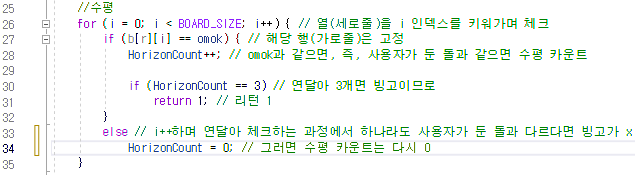 25 //수평
26 for (i = 0; i < BOARD_SIZE; i++) { // 열(세로줄)을 i 인덱스를 키워가며 체크
27 if (b[r][i] == omok) { // 해당 행(가로줄)은 고정
28 HorizonCount++; // omok과 같으면, 즉, 사용자가 둔 돌과 같으면 수평 카운트
29
30 if (HorizonCount == 3) // 연달아 3개면 빙고이므로
31 return 1; // 리턴 1
32 }
33 else // i++하며 연달아 체크하는 과정에서 하나라도 사용자가 둔 돌과 다르다면 빙고가 x
34 HorizonCount = 0; // 그러면 수평 카운트는 다시 0
35 }